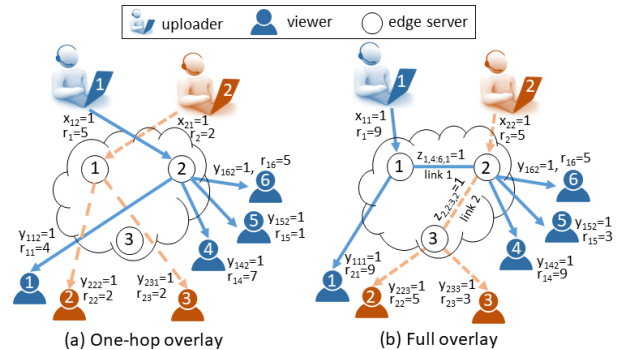 uploader viewer edge server
1 2
x12=1
r1=5
x21=1
r2=2
1 2
y162=1, r16=5
6
3
5 y152=1
r15=1
4
y112=1
r11=4
y142=1
r14=7
1
y222=1
r22=2
y231=1
r23=2
2 3
(a) One-hop overlay
1 2
x11=1
r1=9
x22=1
r2=5
1 2
z1,4:6,1=1
link 1
y162=1, r16=5
6
z2,2:3,2=1
link 2
3
5 y152=1
r15=3
4
y142=1
r14=9
y111=1
r21=9
1
y223=1
r22=5
y233=1
r23=3
2 3
(b) Full overlay